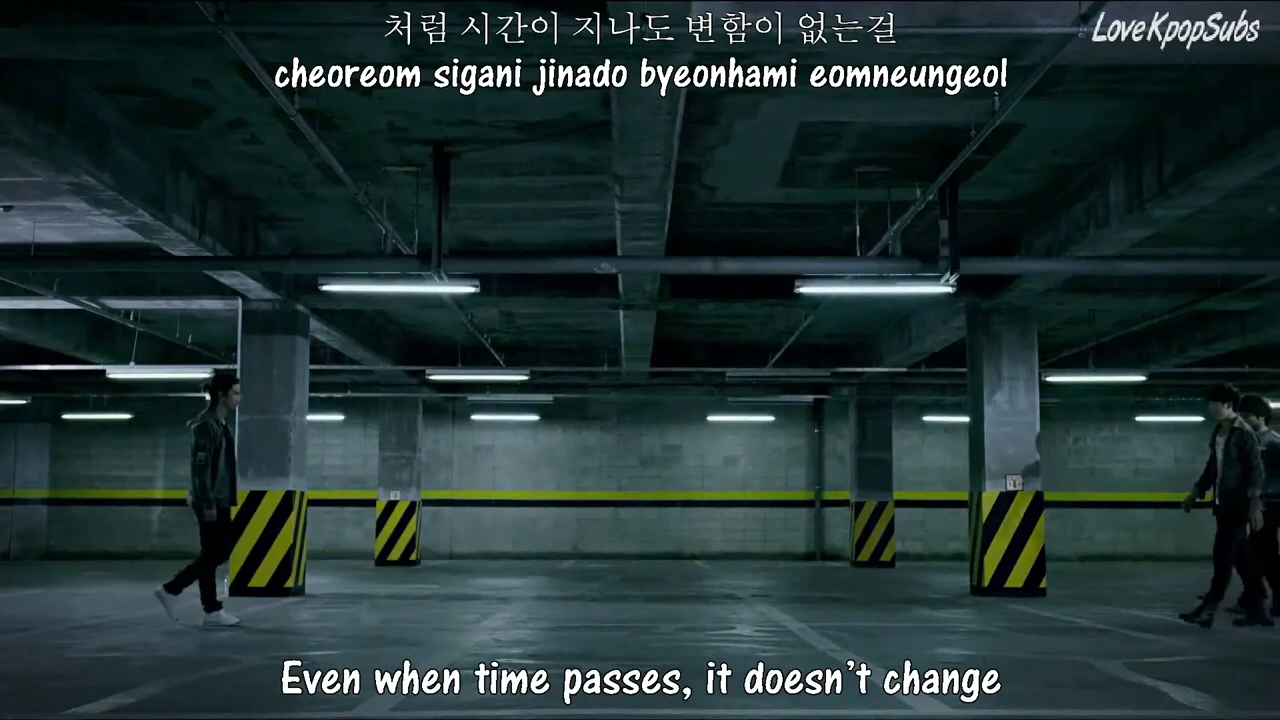 처럼 시간이 지나도 변함이 없는걸
LoveKpopSubs
cheoreom sigani jinado byeonhami eomneungeol
Even when time passes, it doesn't change